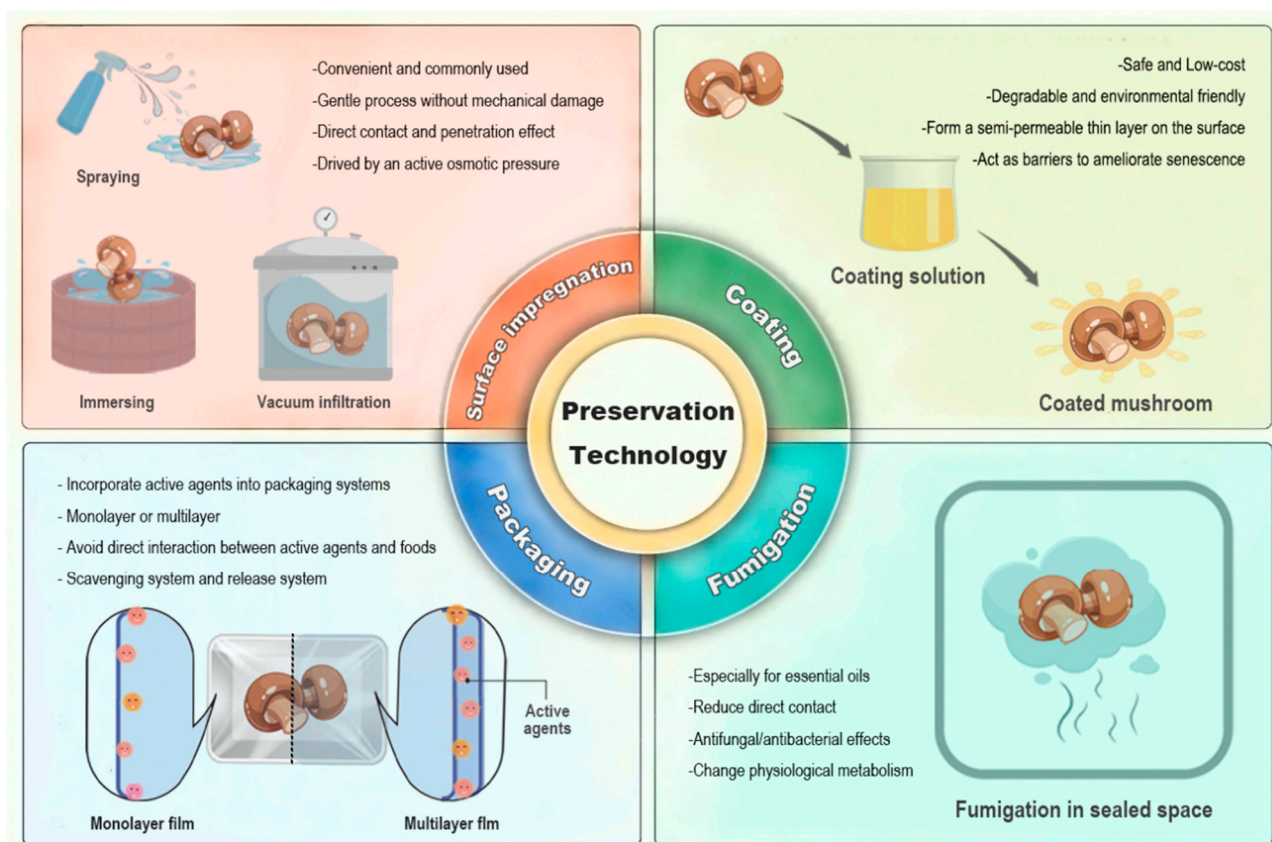 -Convenient and commonly used
-Gentle process without mechanical damage
-Direct contact and penetration effect
-Drived by an active osmotic pressure
Spraying
Immersing
Vacuum infiltration
-Safe and Low-cost
-Degradable and environmental friendly
-Form a semi-permeable thin layer on the surface
-Act as barriers to ameliorate senescence
Coating solution
Coated mushroom
Surface impregnation
Coating
Preservation
Technology
Packaging
Fumigation
- Incorporate active agents into packaging systems
- Monolayer or multilayer
- Avoid direct interaction between active agents and foods
- Scavenging system and release system
Active
agents
Monolayer film
Multilayer flm
-Especially for essential oils
-Reduce direct contact
-Antifungal/antibacterial effects
-Change physiological metabolism
Fumigation in sealed space